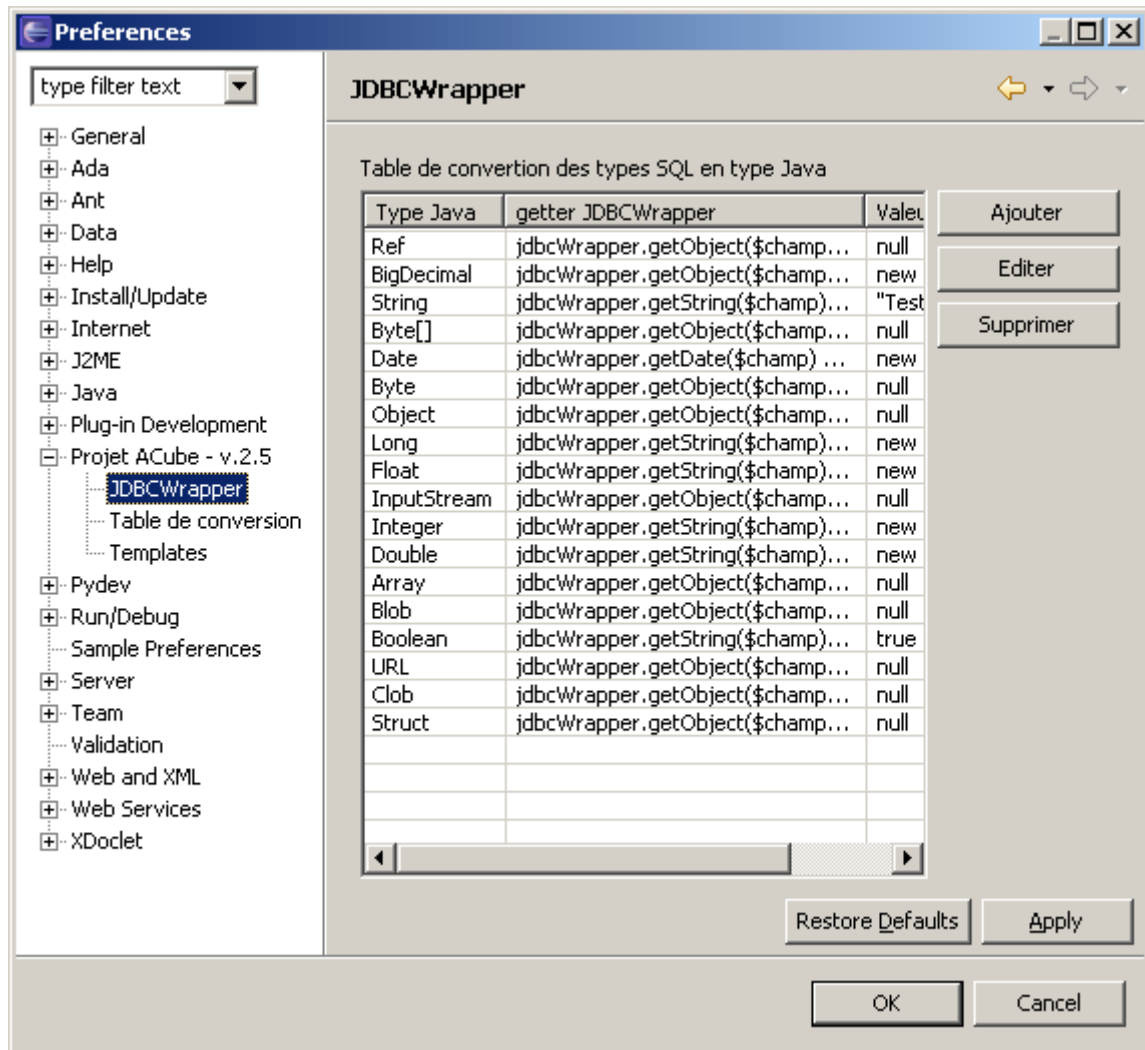 Preferences
type filter text
General
Ada
Ant
Data
Help
Install/Update
Internet
J2ME
Java
Plug-in Development
Projet ACube - v.2.5
JDBCWrapper
Table de conversion
Templates
Pydev
Run/Debug
Sample Preferences
Server
Team
Validation
Web and XML
Web Services
XDoclet
JDBCWrapper
Table de convertion des types SQL en type Java
Type Java getter JDBCWrapper Valeu
Ref jdbcWrapper.getObject($champ... null
BigDecimal jdbcWrapper.getObject($champ... new
String jdbcWrapper.getString($champ)... "Test
Byte[] jdbcWrapper.getObject($champ... null
Date jdbcWrapper.getDate($champ) ... new
Byte jdbcWrapper.getObject($champ... null
Object jdbcWrapper.getObject($champ... null
Long jdbcWrapper.getString($champ)... new
Float jdbcWrapper.getString($champ)... new
InputStream jdbcWrapper.getObject($champ... null
Integer jdbcWrapper.getString($champ)... new
Double jdbcWrapper.getString($champ)... new
Array jdbcWrapper.getObject($champ... null
Blob jdbcWrapper.getObject($champ... null
Boolean jdbcWrapper.getString($champ)... true
URL jdbcWrapper.getObject($champ... null
Clob jdbcWrapper.getObject($champ... null
Struct jdbcWrapper.getObject($champ... null
Ajouter
Editer
Supprimer
Restore Defaults Apply
OK Cancel